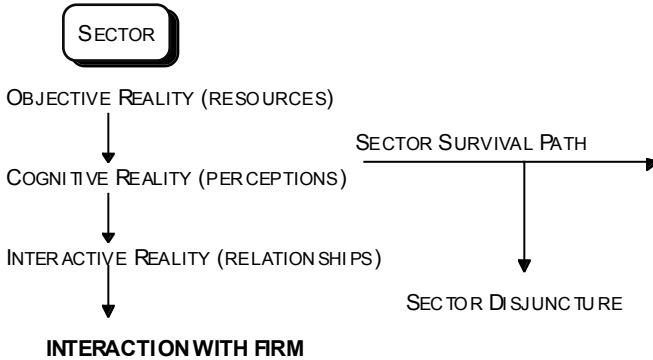 SECTOR
OBJECTIVE REALITY (RESOURCES)
SECTOR SURVIVAL PATH
COGNITIVE REALITY (PERCEPTIONS)
INTERACTIVE REALITY (RELATIONSHIPS)
SECTOR DISJUNCTURE
INTERACTION WITH FIRM